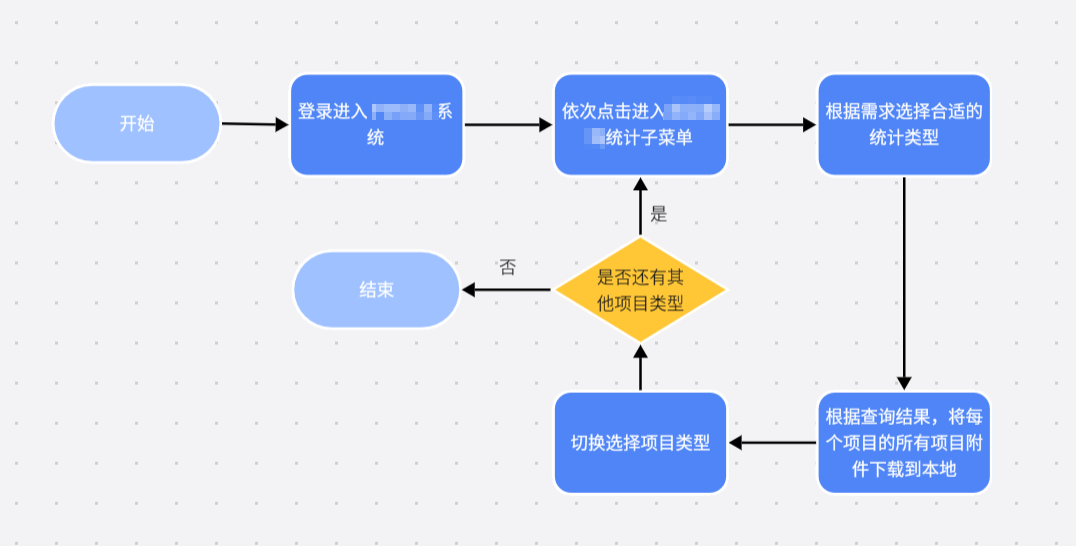 开始
登录进入 系
统
依次点击进入
统计子菜单
根据需求选择合适的
统计类型
是
否
是否还有其
他项目类型
结束
切换选择项目类型
根据查询结果，将每
个项目的所有项目附
件下载到本地